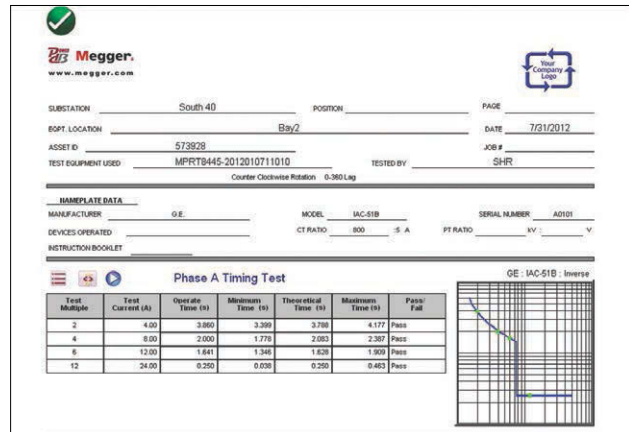 Megger.
www.megger.com
Your
Company
Logo
SUBSTATION South 40 POSITION PAGE
EQPT. LOCATION Bay2 DATE 7/31/2012
ASSET ID 573928 JOB #
TEST EQUIPMENT USED MPRT8445-2012010711010 TESTED BY SHR
Counter Clockwise Rotation 0-360 Lag
NAMEPLATE DATA
MANUFACTURER G.E. MODEL IAC-51B SERIAL NUMBER A0101
DEVICES OPERATED CT RATIO 800 :5 A PT RATIO kV : V
INSTRUCTION BOOKLET
Phase A Timing Test
GE : IAC-51B : Inverse
Test Multiple Test Current (A) Operate Time (s) Minimum Time (s) Theoretical Time (s) Maximum Time (s) Pass/ Fail
2 4.00 3.860 3.399 3.788 4.177 Pass
4 8.00 2.000 1.778 2.083 2.387 Pass
6 12.00 1.641 1.346 1.628 1.909 Pass
12 24.00 0.250 0.038 0.250 0.463 Pass